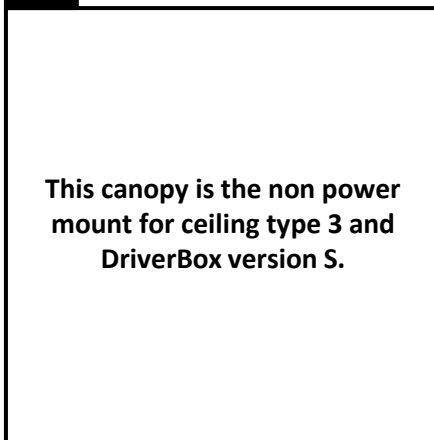 This canopy is the non power
mount for ceiling type 3 and
DriverBox version S.